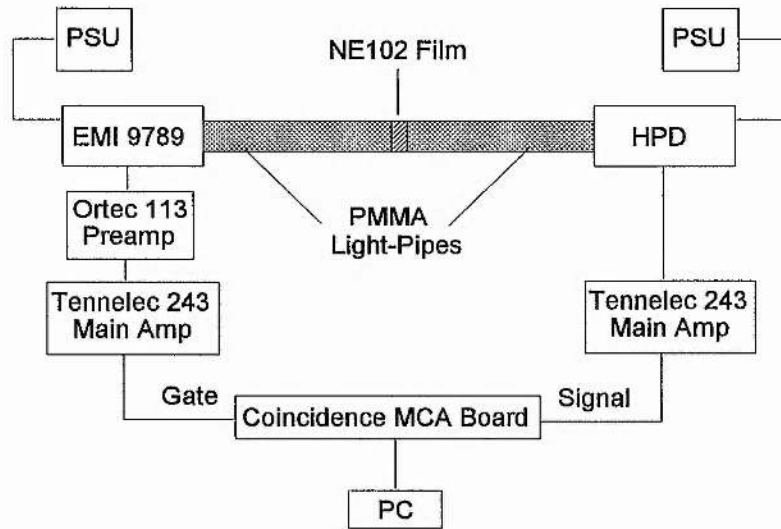 PSU
PSU
NE102 Film
EMI 9789
HPD
Ortec 113
Preamp
PMMA
Light-Pipes
Tennelec 243
Main Amp
Tennelec 243
Main Amp
Gate
Signal
Coincidence MCA Board
PC